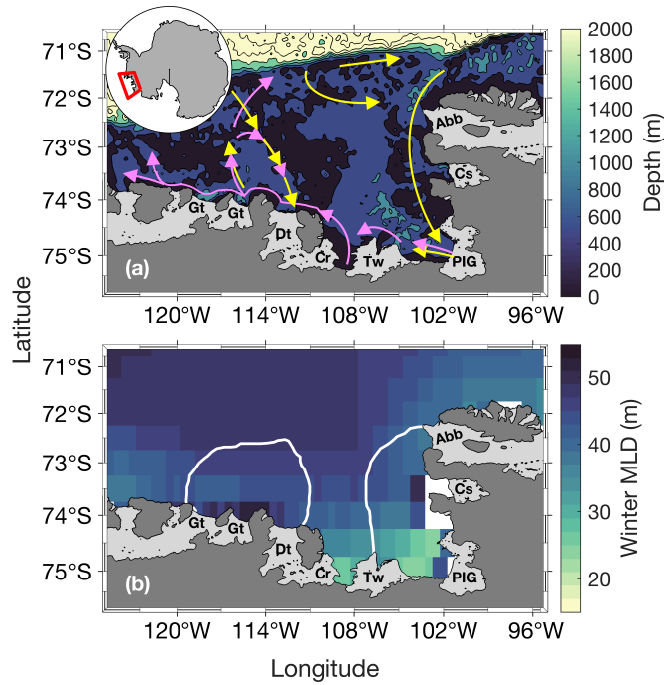 71°S
72°S
73°S
74°S
75°S
Abb
Cs
Gt
Gt
Dt
Cr
Tw
PIG
(a)
120°W
114°W
108°W
102°W
96°W
2000
1800
1600
1400
1200
1000
800
600
400
200
0
Depth (m)
Latitude
71°S
72°S
73°S
74°S
75°S
Abb
Cs
Gt
Gt
Dt
Cr
Tw
PIG
(b)
120°W
114°W
108°W
102°W
96°W
50
40
30
20
Winter MLD (m)
Longitude